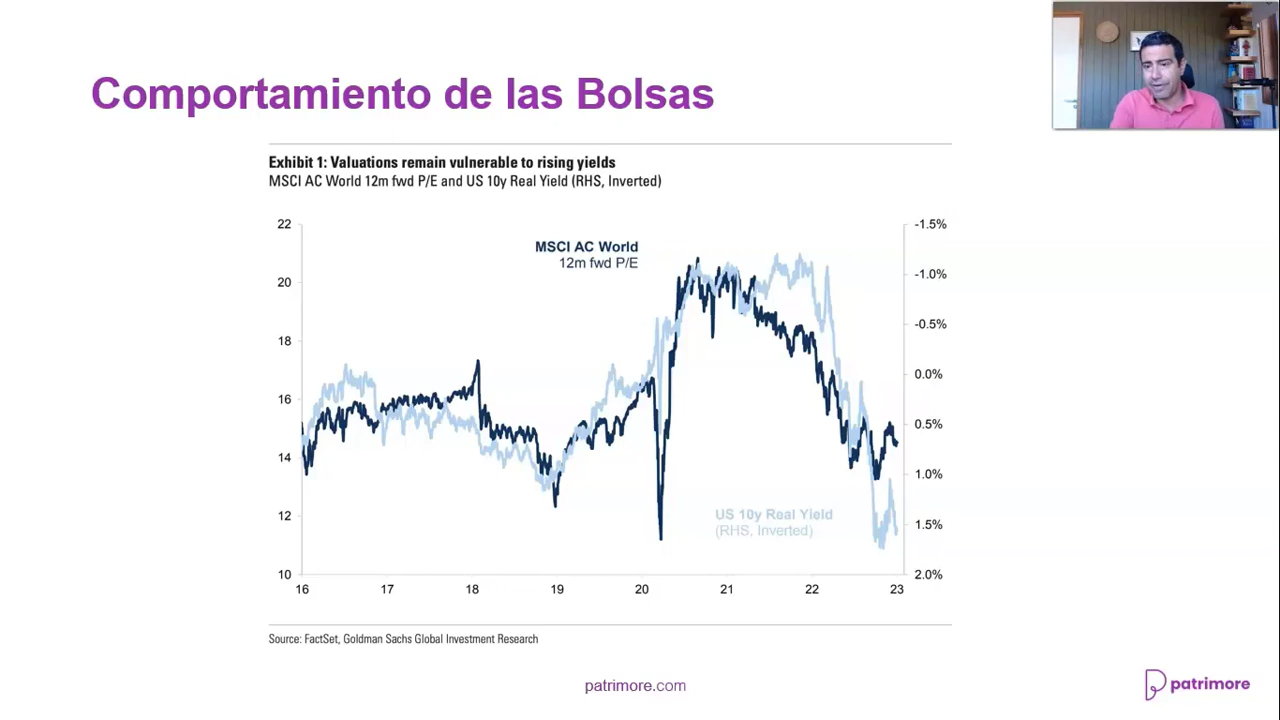 Comportamiento de las Bolsas
Exhibit 1: Valuations remain vulnerable to rising yields
MSCI AC World 12m fwd P/E and US 10y Real Yield (RHS, Inverted)
22
20
18
16
14
12
10
-1.5%
-1.0%
-0.5%
0.0%
0.5%
1.0%
1.5%
2.0%
MSCI AC World
12m fwd P/E
US 10y Real Yield
(RHS, Inverted)
16 17 18 19 20 21 22 23
Source: FactSet, Goldman Sachs Global Investment Research
patrimore.com
patrimore